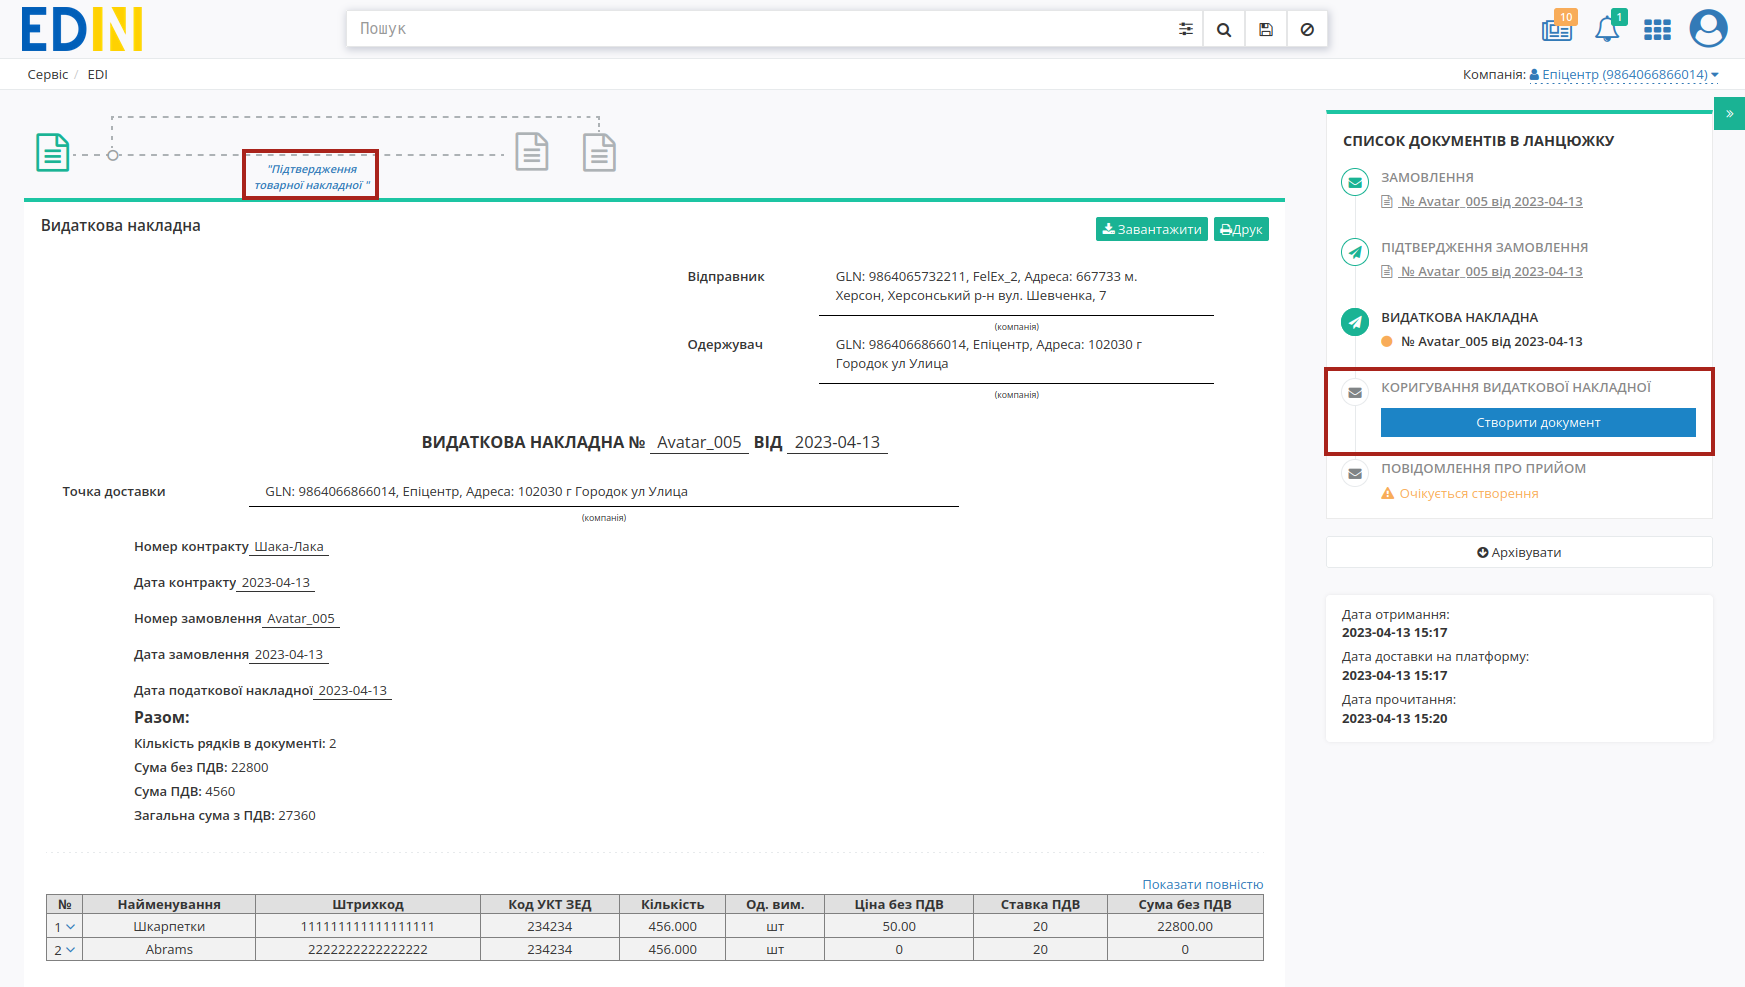 EDIN
Пошук
10
1
Сервіс / EDI
Компанія: Епіцентр (9864066866014)
"Підтвердження
товарної накладної "
Видаткова накладна
Завантажити
Друк
Відправник
GLN: 9864065732211, FelEx_2, Адреса: 667733 м.
Херсон, Херсонський р-н вул. Шевченка, 7
(компанія)
Одержувач
GLN: 9864066866014, Епіцентр, Адреса: 102030 г
Городок ул Улица
(компанія)
ВИДАТКОВА НАКЛАДНА № Avatar_005 ВІД 2023-04-13
Точка доставки
GLN: 9864066866014, Епіцентр, Адреса: 102030 г Городок ул Улица
(компанія)
Номер контракту Шака-Лака
Дата контракту 2023-04-13
Номер замовлення Avatar_005
Дата замовлення 2023-04-13
Дата податкової накладної 2023-04-13
Разом:
Кількість рядків в документі: 2
Сума без ПДВ: 22800
Сума ПДВ: 4560
Загальна сума з ПДВ: 27360
Показати повністю
№ Найменування Штрихкод Код УКТ ЗЕД Кількість Од. вим. Ціна без ПДВ Ставка ПДВ Сума без ПДВ
1 Шкарпетки 111111111111111111 234234 456.000 шт 50.00 20 22800.00
2 Abrams 2222222222222222 234234 456.000 шт 0 20 0
»
СПИСОК ДОКУМЕНТІВ В ЛАНЦЮЖКУ
ЗАМОВЛЕННЯ
№ Avatar_005 від 2023-04-13
ПІДТВЕРДЖЕННЯ ЗАМОВЛЕННЯ
№ Avatar_005 від 2023-04-13
ВИДАТКОВА НАКЛАДНА
№ Avatar_005 від 2023-04-13
КОРИГУВАННЯ ВИДАТКОВОЇ НАКЛАДНОЇ
Створити документ
ПОВІДОМЛЕННЯ ПРО ПРИЙОМ
Очікується створення
Архівувати
Дата отримання:
2023-04-13 15:17
Дата доставки на платформу:
2023-04-13 15:17
Дата прочитання:
2023-04-13 15:20